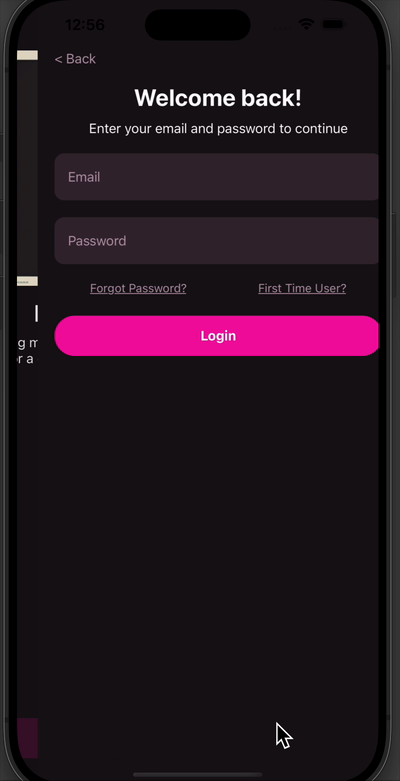 12:56
< Back
Welcome back!
Enter your email and password to continue
Email
Password
Forgot Password?
First Time User?
g m
r a
Login